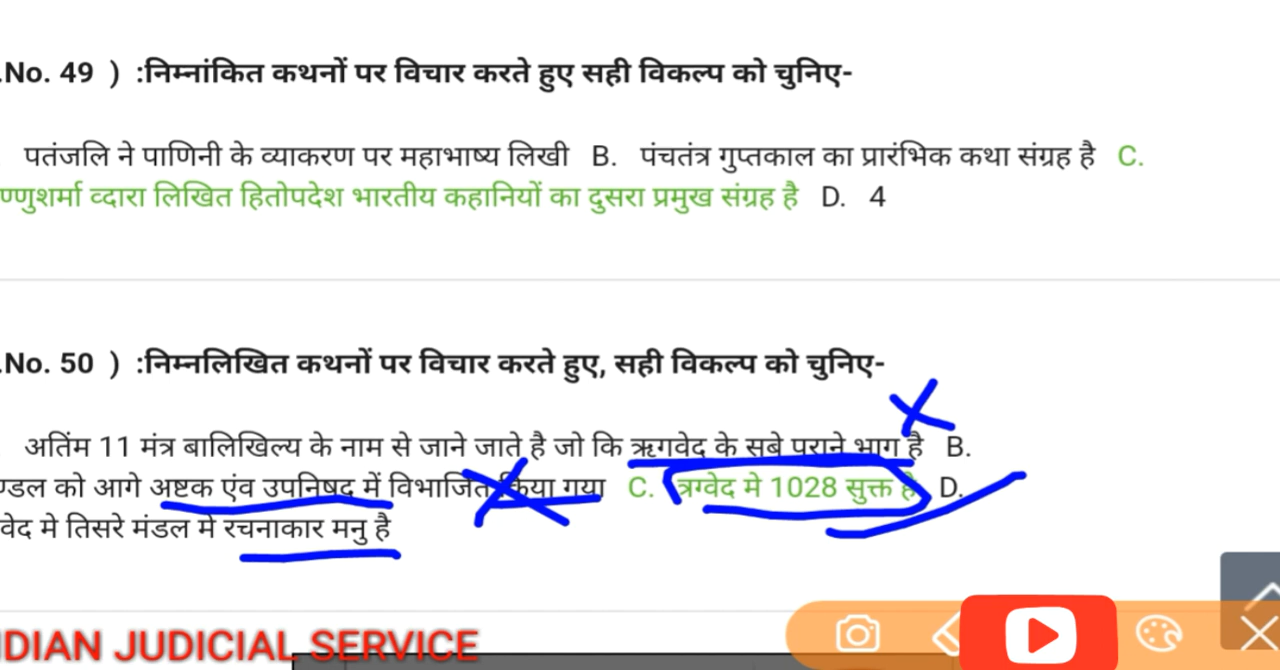 .No. 49 ) :निम्नांकित कथनों पर विचार करते हुए सही विकल्प को चुनिए-
पतंजलि ने पाणिनी के व्याकरण पर महाभाष्य लिखी B. पंचतंत्र गुप्तकाल का प्रारंभिक कथा संग्रह है C.
ष्णुशर्मा व्दारा लिखित हितोपदेश भारतीय कहानियों का दुसरा प्रमुख संग्रह है D. 4
.No. 50 ) :निम्नलिखित कथनों पर विचार करते हुए, सही विकल्प को चुनिए-
अतिंम 11 मंत्र बालिखिल्य के नाम से जाने जाते है जो कि ऋगवेद के सबे पुराने भाग है B.
ण्डल को आगे अष्टक एंव उपनिषद में विभाजित किया गया C. ऋग्वेद मे 1028 सुक्त है D.
वेद मे तिसरे मंडल मे रचनाकार मनु है
DIAN JUDICIAL SERVICE